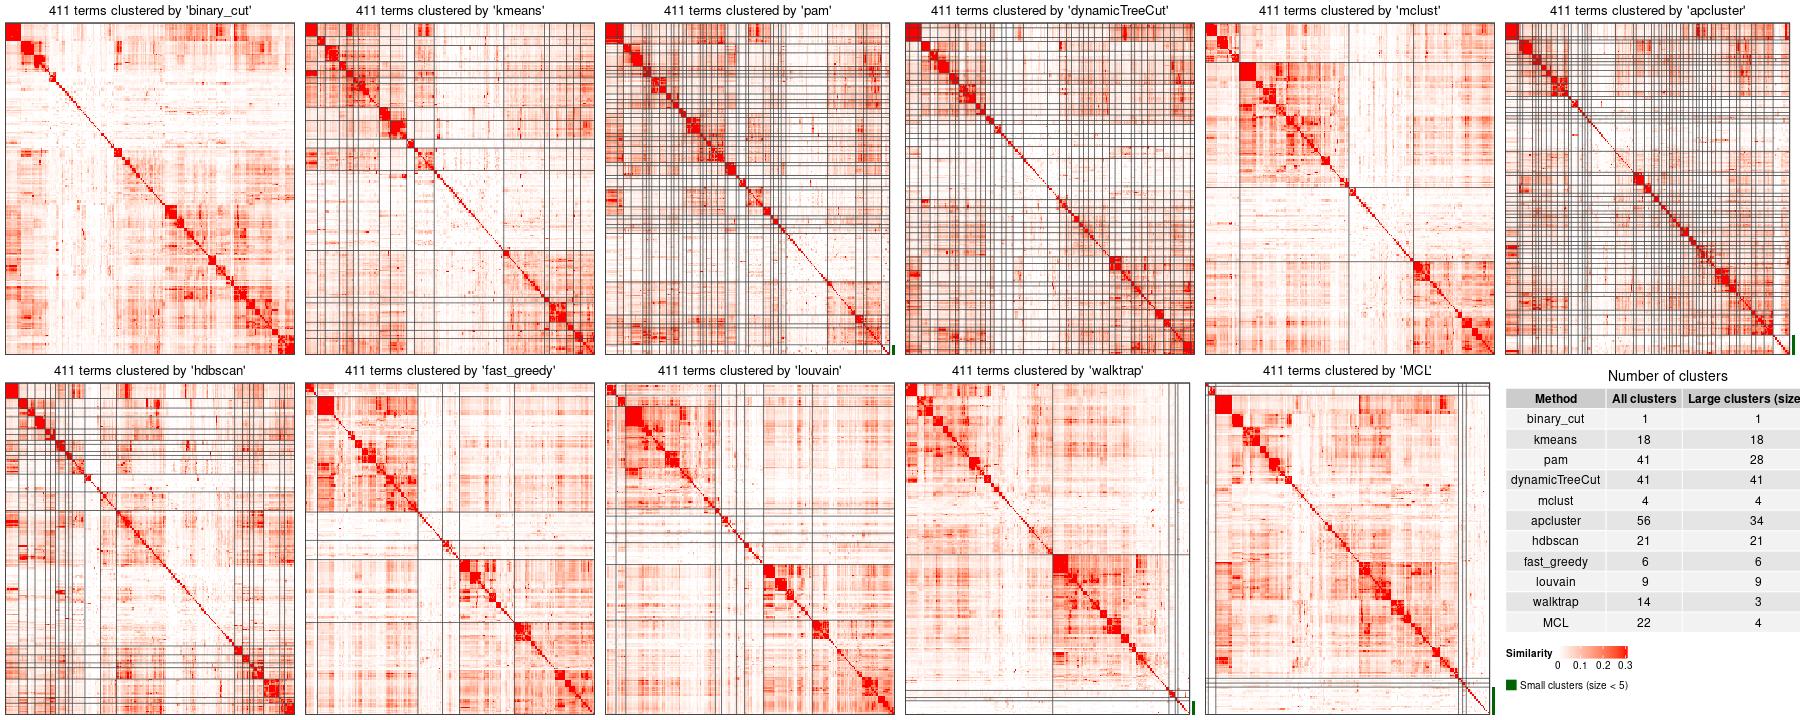 411 terms clustered by 'binary_cut'
411 terms clustered by 'kmeans'
411 terms clustered by 'pam'
411 terms clustered by 'dynamicTreeCut'
411 terms clustered by 'mclust'
411 terms clustered by 'apcluster'
411 terms clustered by 'hdbscan'
411 terms clustered by 'fast_greedy'
411 terms clustered by 'louvain'
411 terms clustered by 'walktrap'
411 terms clustered by 'MCL'
Number of clusters
Method All clusters Large clusters (size
binary_cut 1 1
kmeans 18 18
pam 41 28
dynamicTreeCut 41 41
mclust 4 4
apcluster 56 34
hdbscan 21 21
fast_greedy 6 6
louvain 9 9
walktrap 14 3
MCL 22 4
Similarity
0 0.1 0.2 0.3
Small clusters (size < 5)